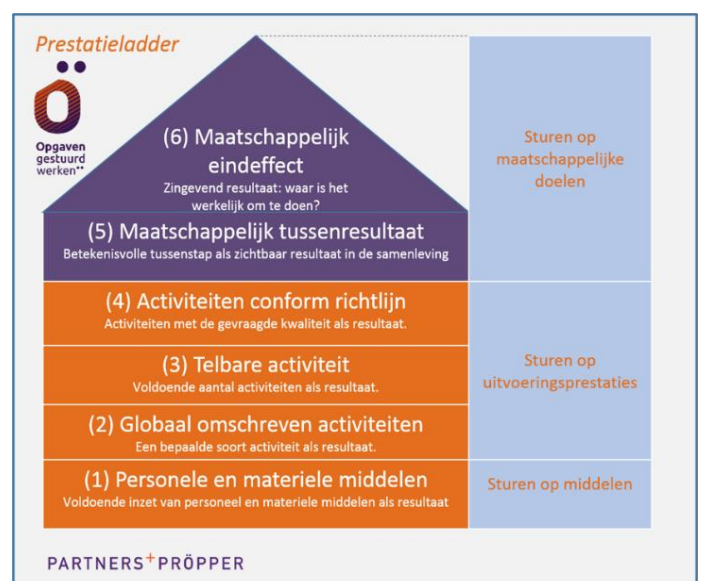 Prestatieladder
Ö
Opgaven
gestuurd
werken••
(6) Maatschappelijk
eindeffect
Zingevend resultaat: waar is het
werkelijk om te doen?
(5) Maatschappelijk tussenresultaat
Betekenisvolle tussenstap als zichtbaar resultaat in de samenleving
Sturen op
maatschappelijke
doelen
(4) Activiteiten conform richtlijn
Activiteiten met de gevraagde kwaliteit als resultaat.
(3) Telbare activiteit
Voldoende aantal activiteiten als resultaat.
(2) Globaal omschreven activiteiten
Een bepaalde soort activiteit als resultaat.
Sturen op
uitvoeringsprestaties
(1) Personele en materiele middelen
Voldoende inzet van personeel en materiele middelen als resultaat
Sturen op middelen
PARTNERS+PRÖPPER